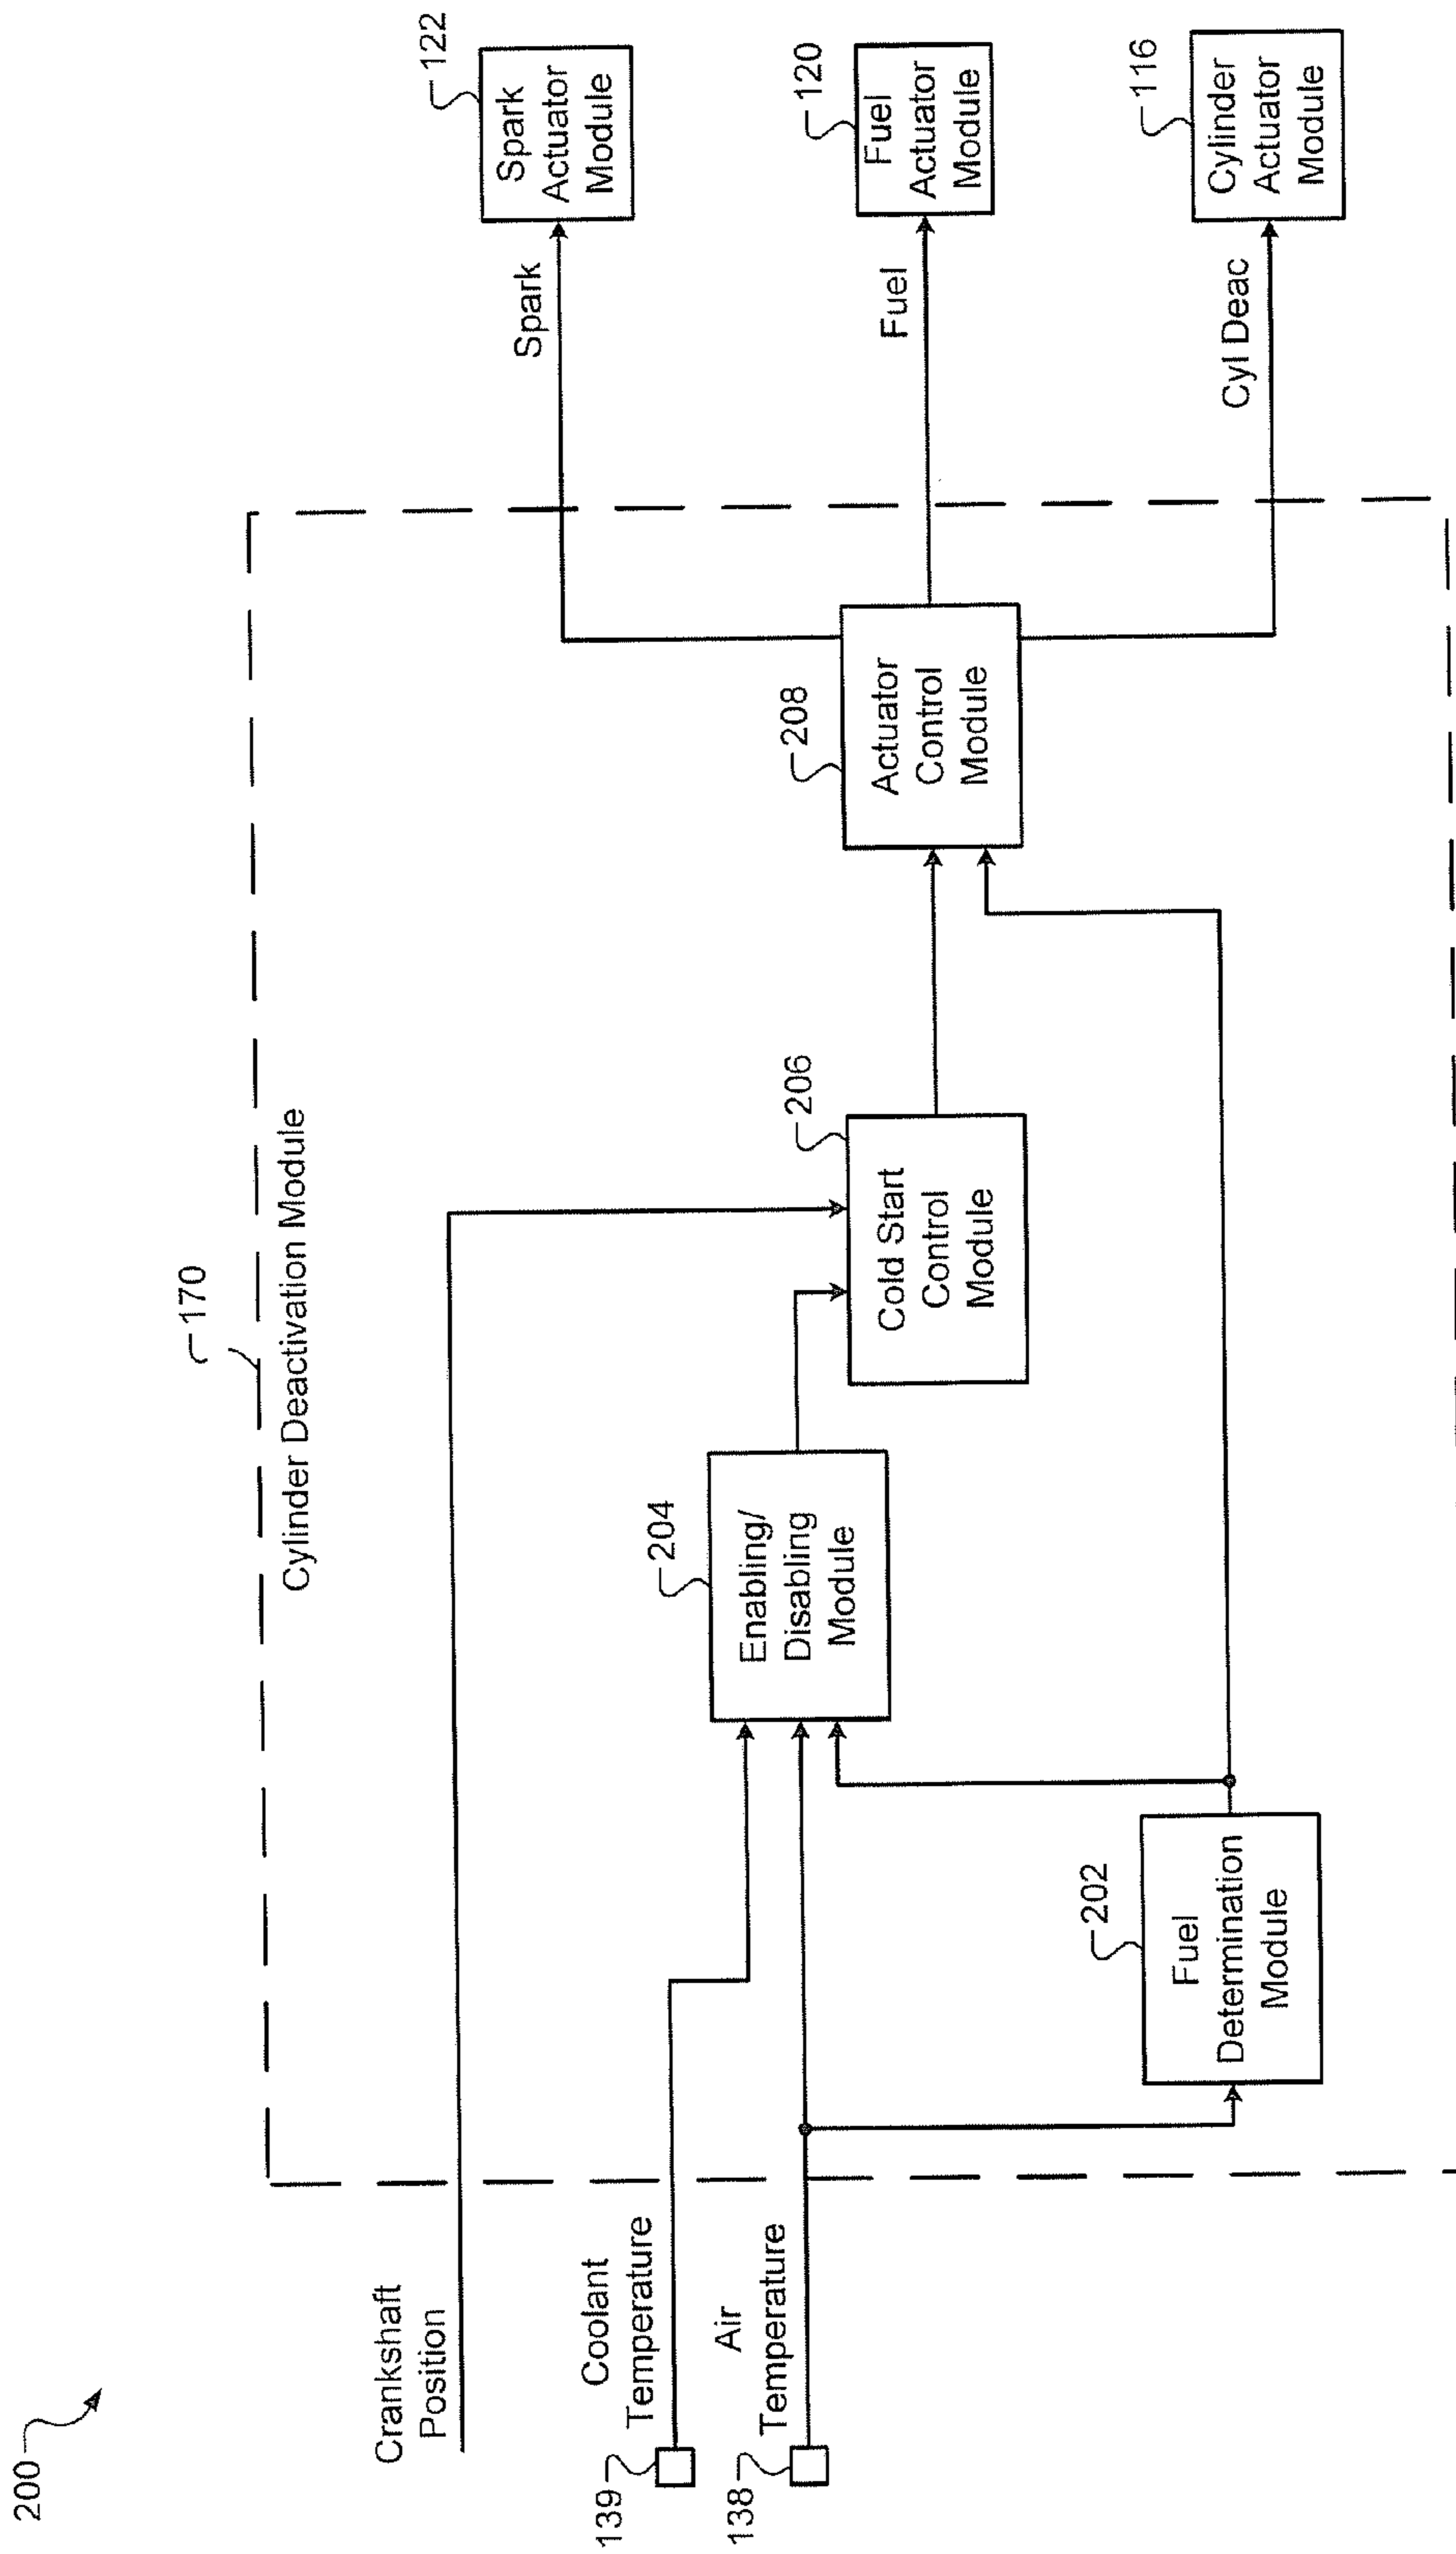 200
170
Cylinder Deactivation Module
Crankshaft
Position
139
Coolant
Temperature
138
Air
Temperature
202
Fuel
Determination
Module
204
Enabling/
Disabling
Module
206
Cold Start
Control
Module
208
Actuator
Control
Module
Spark
122
Spark
Actuator
Module
Fuel
120
Fuel
Actuator
Module
Cyl Deac
116
Cylinder
Actuator
Module